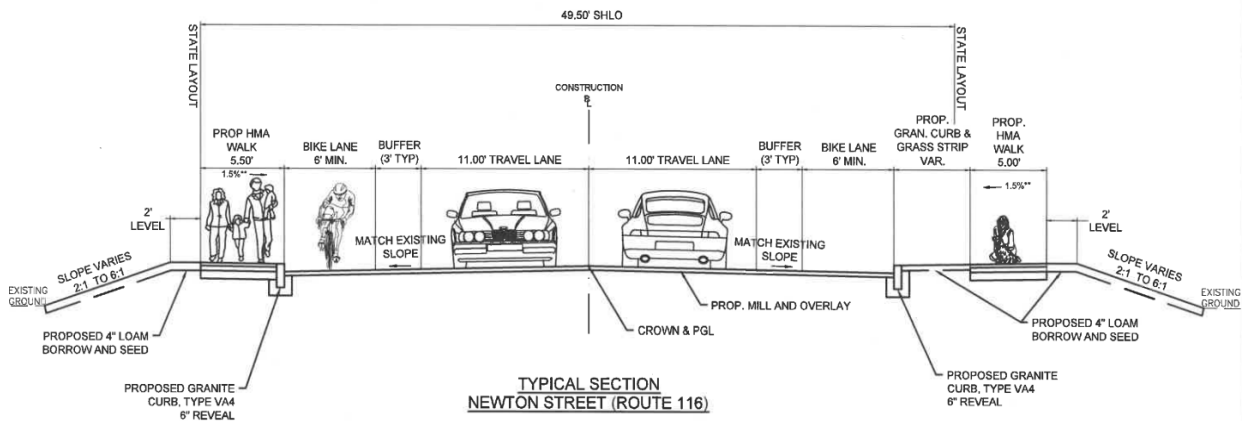 49.50' SHLO
STATE LAYOUT
STATE LAYOUT
CONSTRUCTION
BL
PROP HMA
WALK
5.50'
BIKE LANE
6' MIN.
BUFFER
(3' TYP)
11.00' TRAVEL LANE
11.00' TRAVEL LANE
BUFFER
(3' TYP)
BIKE LANE
6' MIN.
PROP.
GRAN. CURB &
GRASS STRIP
VAR.
PROP.
HMA
WALK
5.00'
1.5%**
1.5%**
2'
LEVEL
2'
LEVEL
MATCH EXISTING
SLOPE
MATCH EXISTING
SLOPE
SLOPE VARIES
2:1 TO 6:1
SLOPE VARIES
2:1 TO 6:1
EXISTING
GROUND
EXISTING
GROUND
PROP. MILL AND OVERLAY
CROWN & PGL
PROPOSED 4" LOAM
BORROW AND SEED
PROPOSED 4" LOAM
BORROW AND SEED
PROPOSED GRANITE
CURB, TYPE VA4
6" REVEAL
PROPOSED GRANITE
CURB, TYPE VA4
6" REVEAL
TYPICAL SECTION
NEWTON STREET (ROUTE 116)